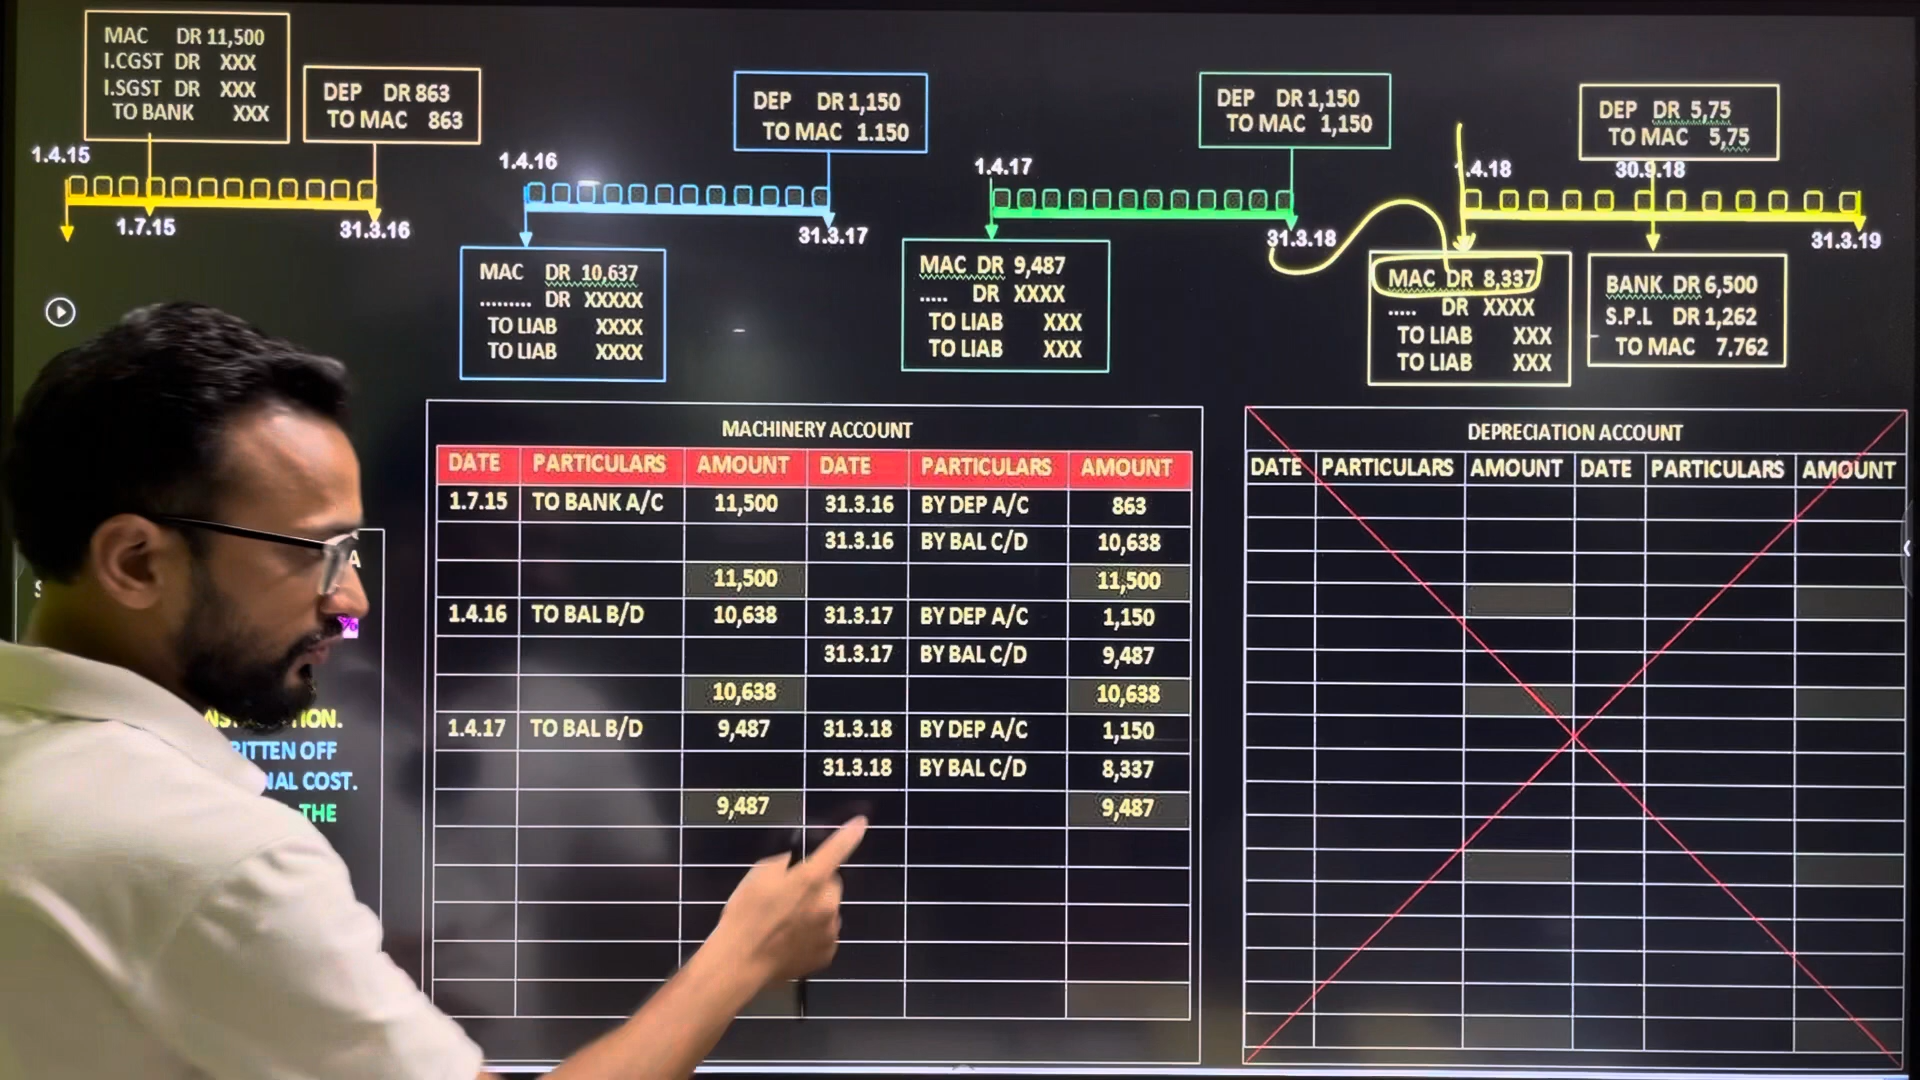 MAC DR 11,500
I.CGST DR XXX
I.SGST DR XXX
TO BANK XXX
DEP DR 863
TO MAC 863
1.4.15
1.7.15
31.3.16
DEP DR 1,150
TO MAC 1.150
1.4.16
31.3.17
MAC DR 10,637
......... DR XXXXX
TO LIAB XXXX
TO LIAB XXXX
DEP DR 1,150
TO MAC 1,150
1.4.17
31.3.18
MAC DR 9,487
..... DR XXXX
TO LIAB XXX
TO LIAB XXX
DEP DR 5,75
TO MAC 5,75
.4.18
30.9.18
31.3.19
MAC DR 8,337
..... DR XXXX
TO LIAB XXX
TO LIAB XXX
BANK DR 6,500
S.P.L DR 1,262
TO MAC 7,762
A
S
%
ION.
RITTEN OFF
NAL COST.
THE
MACHINERY ACCOUNT
DATE PARTICULARS AMOUNT DATE PARTICULARS AMOUNT
1.7.15 TO BANK A/C 11,500 31.3.16 BY DEP A/C 863
31.3.16 BY BAL C/D 10,638
11,500 11,500
1.4.16 TO BAL B/D 10,638 31.3.17 BY DEP A/C 1,150
31.3.17 BY BAL C/D 9,487
10,638 10,638
1.4.17 TO BAL B/D 9,487 31.3.18 BY DEP A/C 1,150
31.3.18 BY BAL C/D 8,337
9,487 9,487
DEPRECIATION ACCOUNT
DATE PARTICULARS AMOUNT DATE PARTICULARS AMOUNT